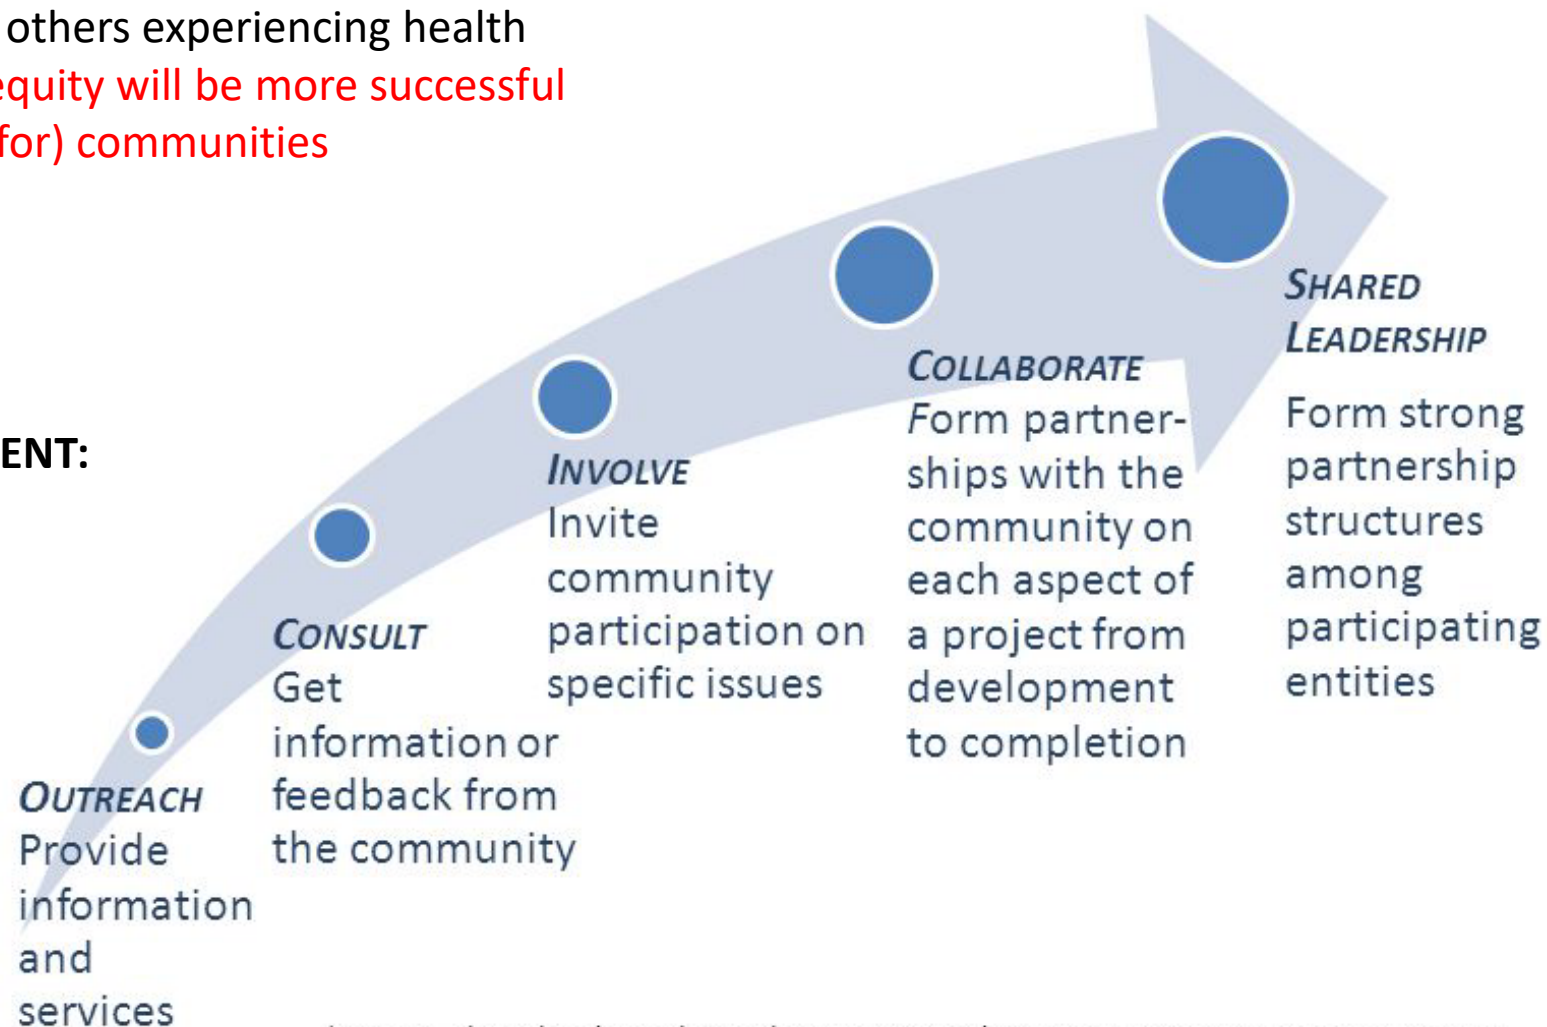 others experiencing health
equity will be more successful
for) communities
ENT:
OUTREACH
Provide
information
and
services
CONSULT
Get
information or
feedback from
the community
INVOLVE
Invite
community
participation on
specific issues
COLLABORATE
Form partner-
ships with the
community on
each aspect of
a project from
development
to completion
SHARED
LEADERSHIP
Form strong
partnership
structures
among
participating
entities